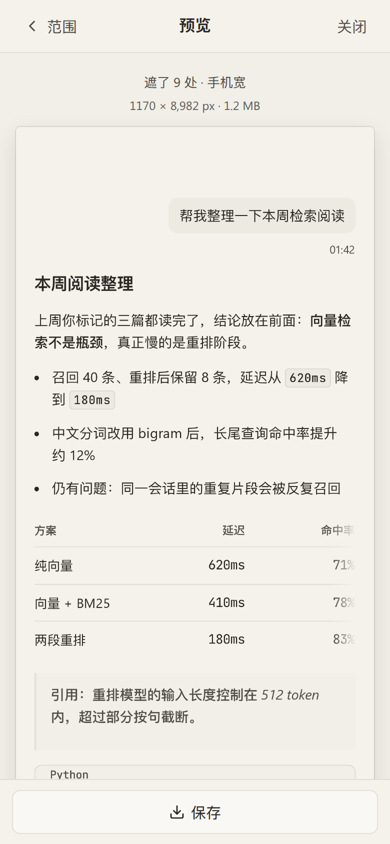 范围
预览
关闭
遮了 9 处 · 手机宽
1170 × 8,982 px · 1.2 MB
帮我整理一下本周检索阅读
01:42
本周阅读整理
上周你标记的三篇都读完了，结论放在前面：向量检
索不是瓶颈，真正慢的是重排阶段。
• 召回 40 条、重排后保留 8 条，延迟从 620ms 降
到 180ms
• 中文分词改用 bigram 后，长尾查询命中率提升
约 12%
• 仍有问题：同一会话里的重复片段会被反复召回
方案 延迟 命中率
纯向量 620ms 71%
向量 + BM25 410ms 78%
两段重排 180ms 83%
引用：重排模型的输入长度控制在 512 token
内，超过部分按句截断。
Python
保存